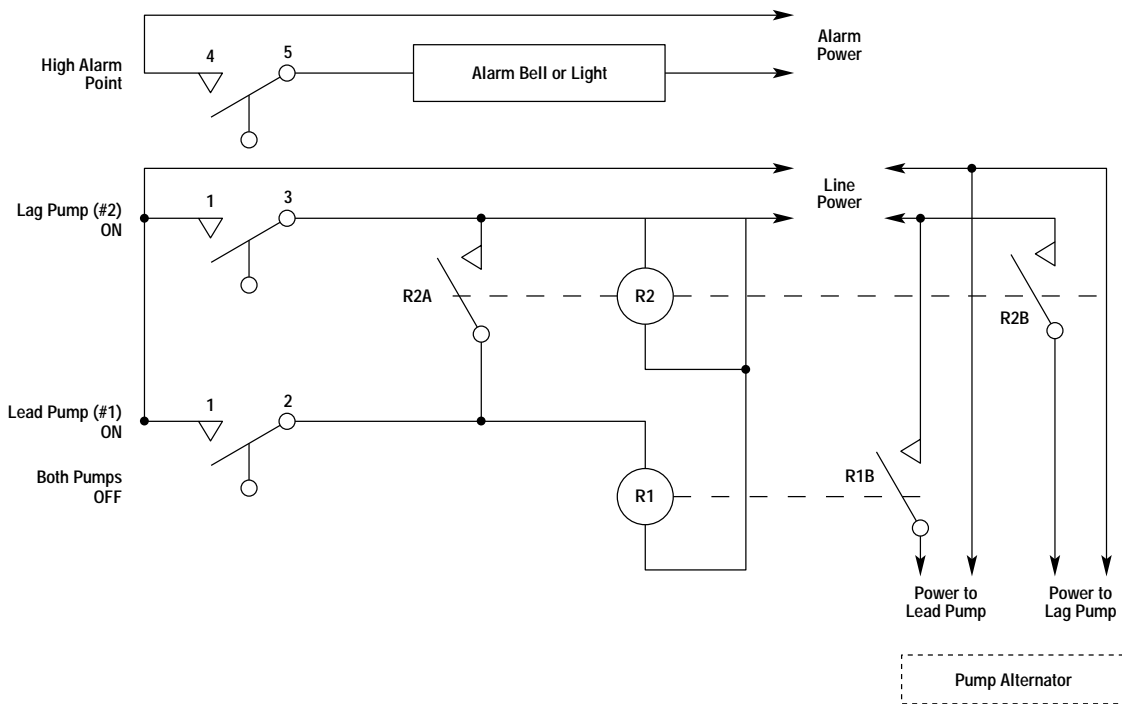 Alarm
Power
4
5
High Alarm
Point
Alarm Bell or Light
Line
Power
Lag Pump (#2)
ON
1
3
R2A
R2
R2B
Lead Pump (#1)
ON
1
2
Both Pumps
OFF
R1
R1B
Power to
Lead Pump
Power to
Lag Pump
Pump Alternator